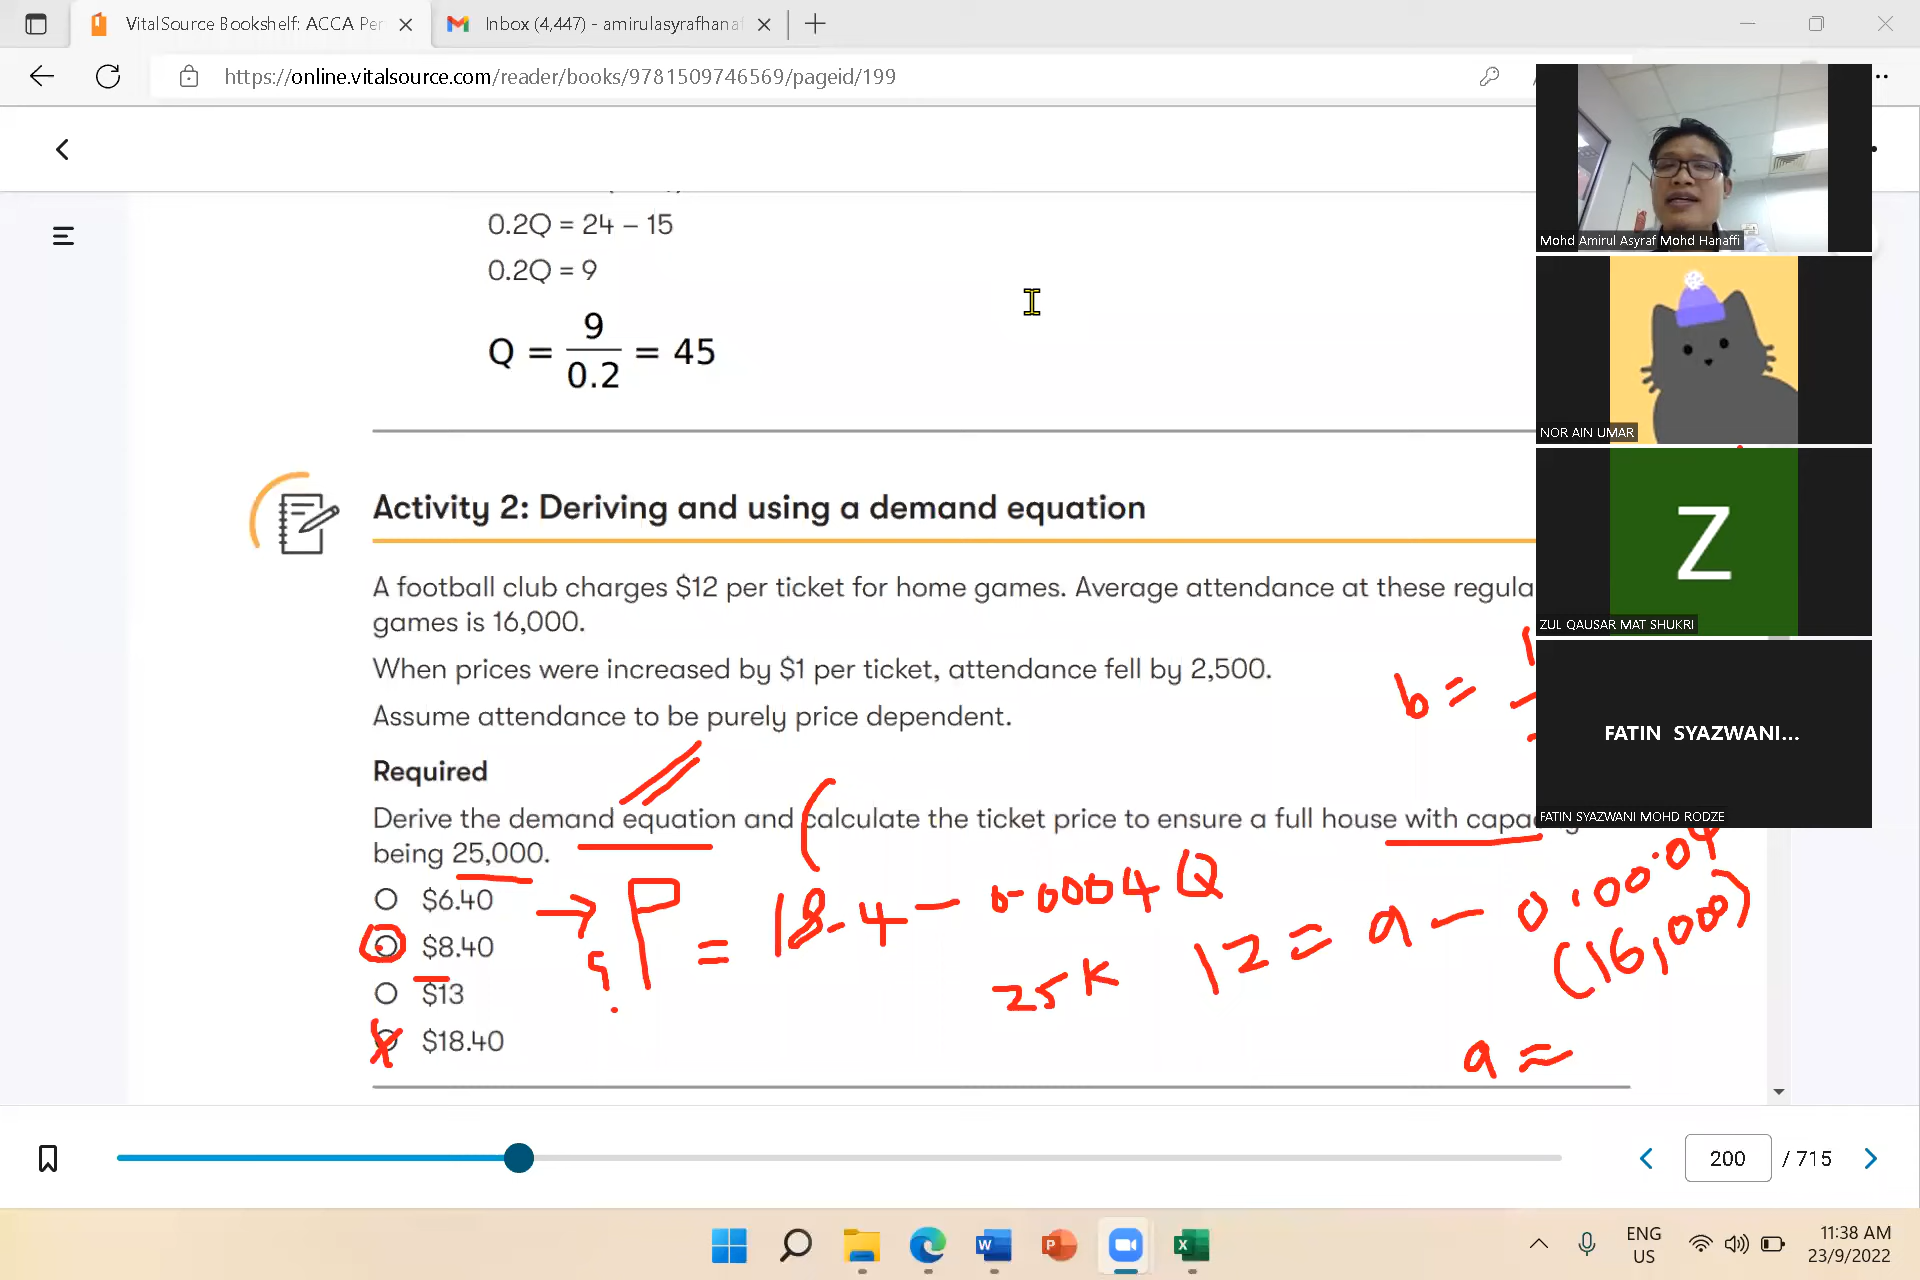 VitalSource Bookshelf: ACCA Per
Inbox (4,447) - amirulasyrafhanaf
https://online.vitalsource.com/reader/books/9781509746569/pageid/199
0.2Q = 24 – 15
0.2Q = 9
Q = 9/0.2 = 45
Activity 2: Deriving and using a demand equation
A football club charges $12 per ticket for home games. Average attendance at these regula
games is 16,000.
When prices were increased by $1 per ticket, attendance fell by 2,500.
b =
Assume attendance to be purely price dependent.
Required
Derive the demand equation and calculate the ticket price to ensure a full house with capac
being 25,000.
$6.40
$8.40
$13
$18.40
→ P = 18.4 – 0.0004 Q
?
25K
12 = a – 0.0004
(16,000)
a =
Mohd Amirul Asyraf Mohd Hanaffi
NOR AIN UMAR
Z
ZUL QAUSAR MAT SHUKRI
FATIN SYAZWANI...
FATIN SYAZWANI MOHD RODZE
200 / 715
ENG
US
11:38 AM
23/9/2022